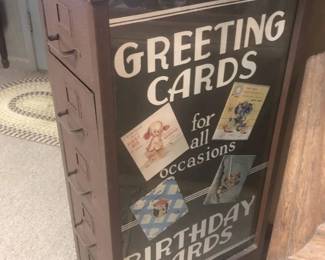 GREETING
CARDS
for
all
occasions
BIRTHDAY
CARDS